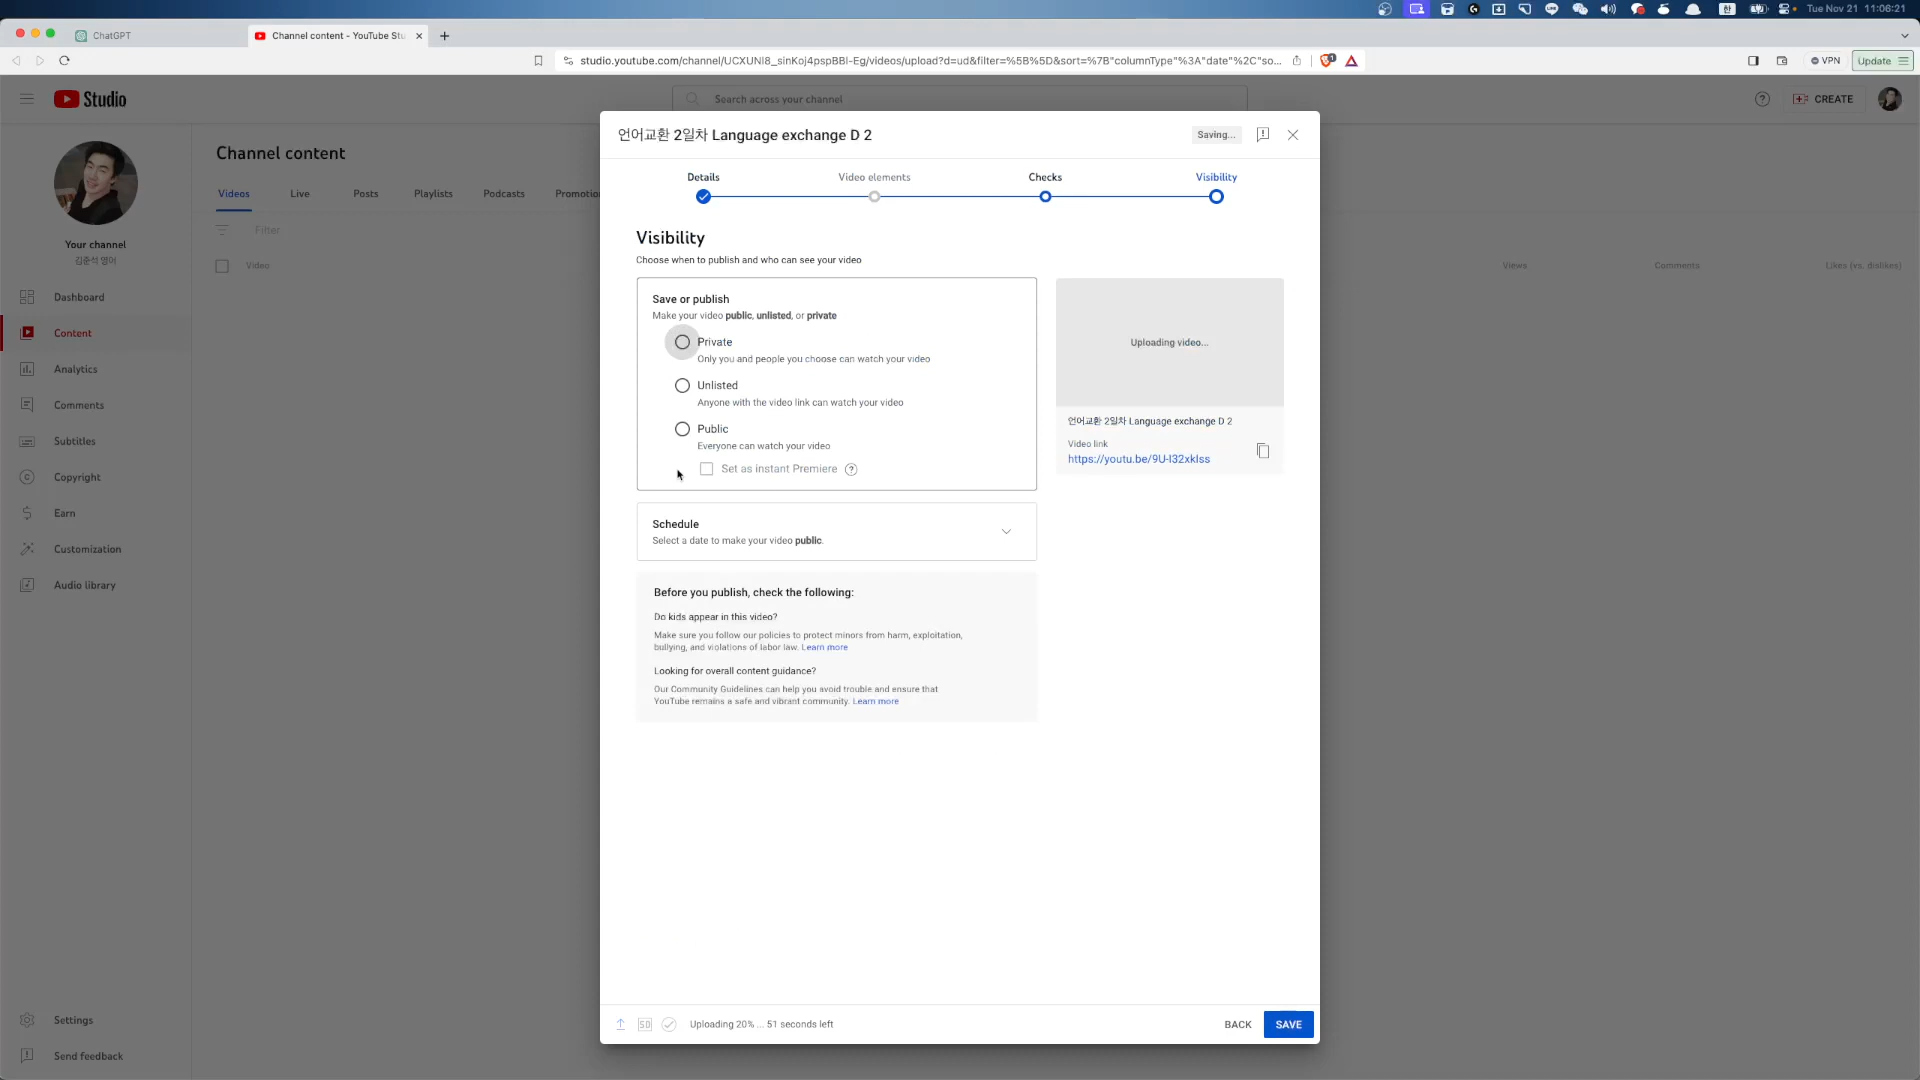 Tue Nov 21 11:06:21
ChatGPT
Channel content - YouTube Stu
studio.youtube.com/channel/UCXUNI8_sinKoj4pspBBl-Eg/videos/upload?d=ud&filter=%5B%5D&sort=%7B"columnType"%3A"date"%2C"so...
VPN
Update
Studio
Search across your channel
CREATE
Your channel
김준석 영어
Dashboard
Content
Analytics
Comments
Subtitles
Copyright
Earn
Customization
Audio library
Settings
Send feedback
Channel content
Videos
Live
Posts
Playlists
Podcasts
Promotion
Filter
Video
Views
Comments
Likes (vs. dislikes)
언어교환 2일차 Language exchange D 2
Saving...
Details
Video elements
Checks
Visibility
Visibility
Choose when to publish and who can see your video
Save or publish
Make your video public, unlisted, or private
Private
Only you and people you choose can watch your video
Unlisted
Anyone with the video link can watch your video
Public
Everyone can watch your video
Set as instant Premiere
Schedule
Select a date to make your video public.
Before you publish, check the following:
Do kids appear in this video?
Make sure you follow our policies to protect minors from harm, exploitation,
bullying, and violations of labor law. Learn more
Looking for overall content guidance?
Our Community Guidelines can help you avoid trouble and ensure that
YouTube remains a safe and vibrant community. Learn more
Uploading video...
언어교환 2일차 Language exchange D 2
Video link
https://youtu.be/9U-I32xklss
SD
Uploading 20% ... 51 seconds left
BACK
SAVE